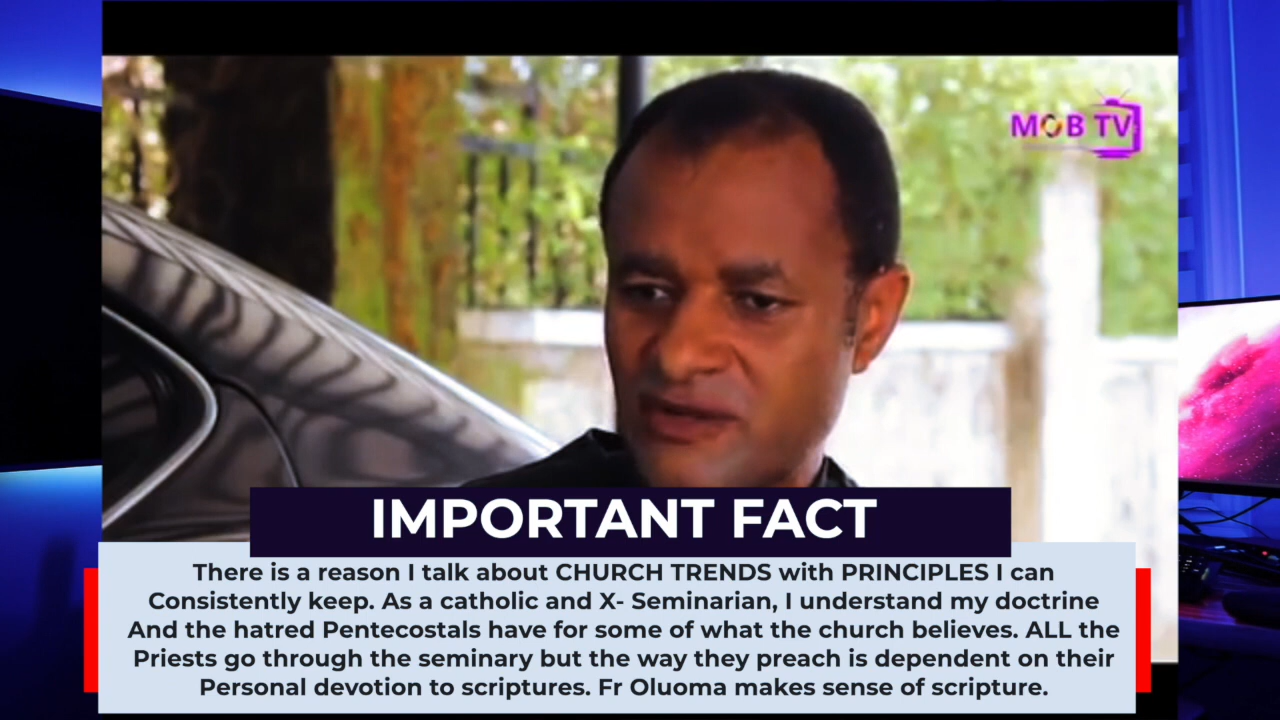 MOB TV
IMPORTANT FACT
There is a reason I talk about CHURCH TRENDS with PRINCIPLES I can
Consistently keep. As a catholic and X- Seminarian, I understand my doctrine
And the hatred Pentecostals have for some of what the church believes. ALL the
Priests go through the seminary but the way they preach is dependent on their
Personal devotion to scriptures. Fr Oluoma makes sense of scripture.